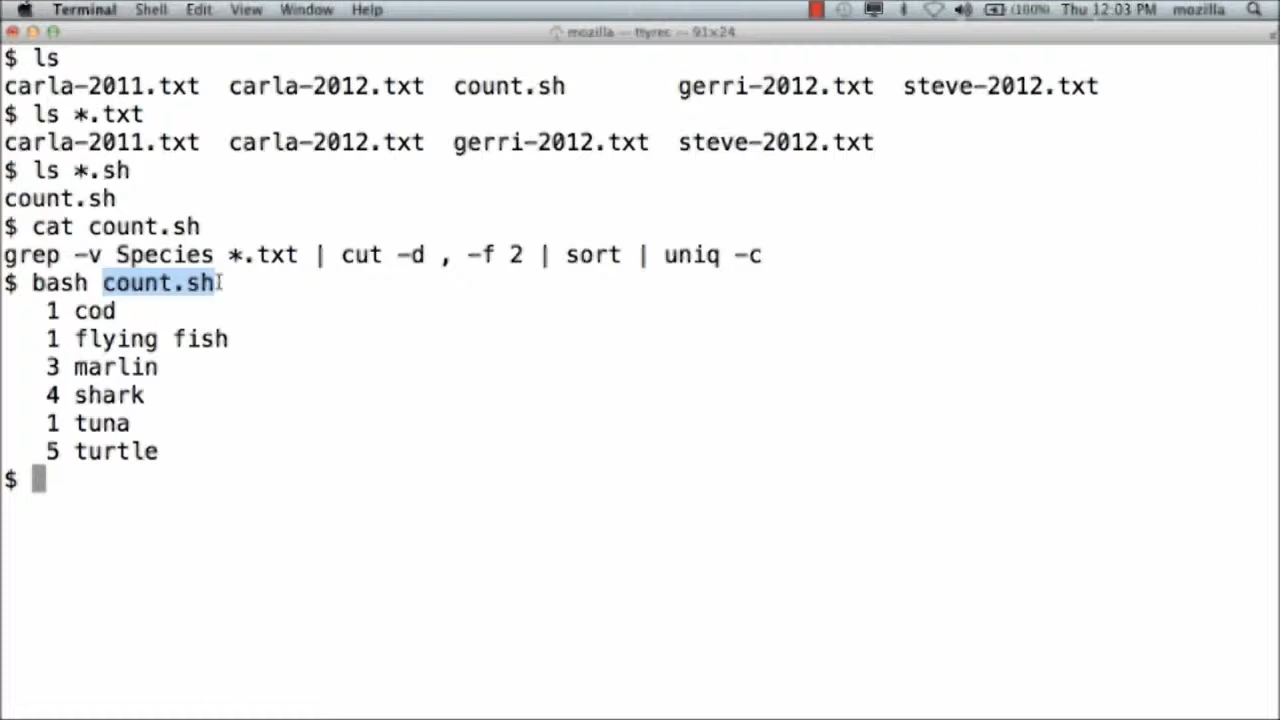 Terminal Shell Edit View Window Help (100%) Thu 12:03 PM mozilla
mozilla — — 91×24
$ ls
carla-2011.txt carla-2012.txt count.sh gerri-2012.txt steve-2012.txt
$ ls *.txt
carla-2011.txt carla-2012.txt gerri-2012.txt steve-2012.txt
$ ls *.sh
count.sh
$ cat count.sh
grep -v Species *.txt | cut -d , -f 2 | sort | uniq -c
$ bash count.sh
1 cod
1 flying fish
3 marlin
4 shark
1 tuna
5 turtle
$